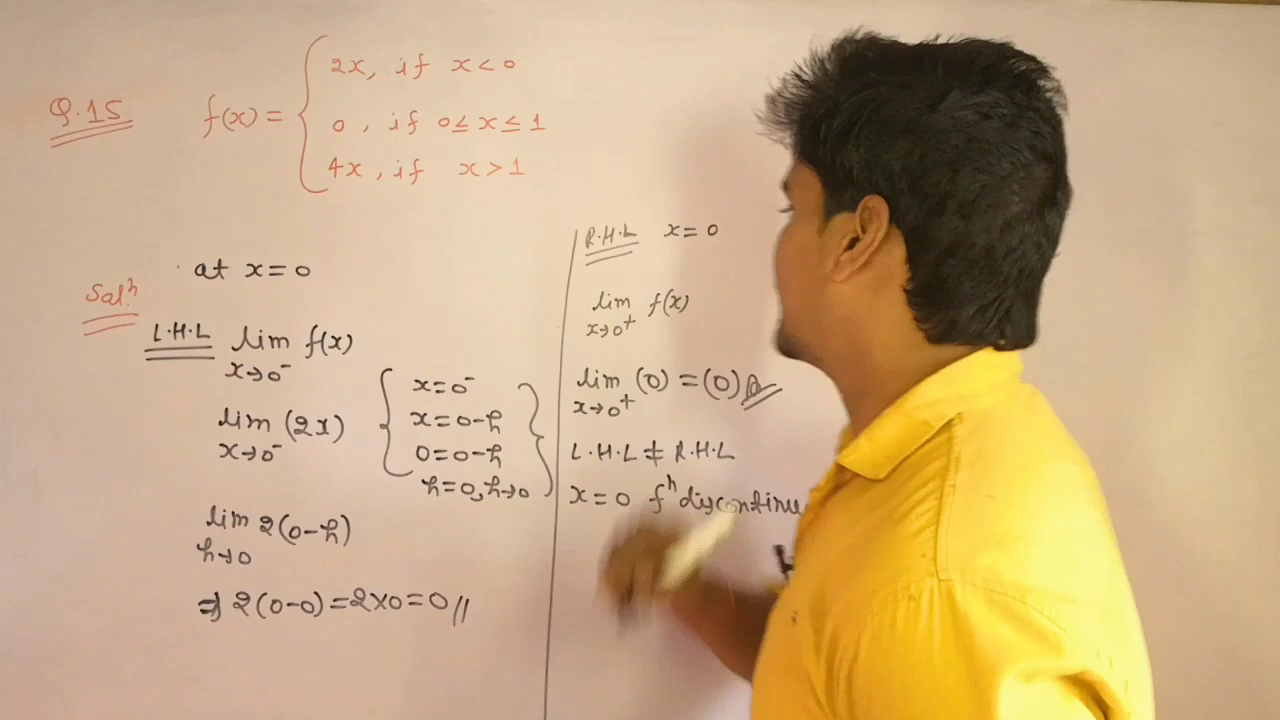 Q.15 f(x) = { 2x, if x < 0
0, if 0 ≤ x ≤ 1
4x, if x > 1
Solⁿ at x = 0
L.H.L lim f(x)
x→0⁻
lim (2x)
x→0⁻
{ x = 0⁻
x = 0-h
0 = 0-h
h = 0, h→0 }
lim 2(0-h)
h→0
⇒ 2(0-0) = 2×0 = 0 //
R.H.L x = 0
lim f(x)
x→0⁺
lim (0) = (0)
x→0⁺
L.H.L ≠ R.H.L
x = 0 fⁿ discontinue